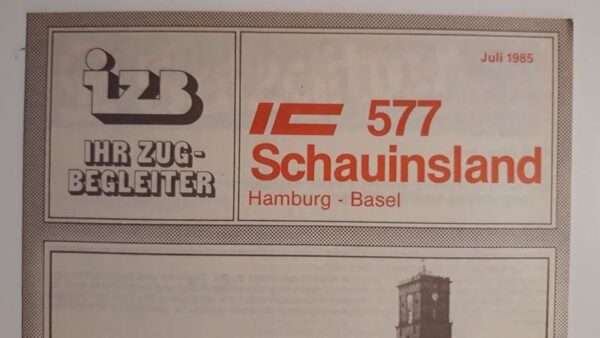 izb
IHR ZUG-
BEGLEITER
Juli 1985
IC 577
Schauinsland
Hamburg - Basel